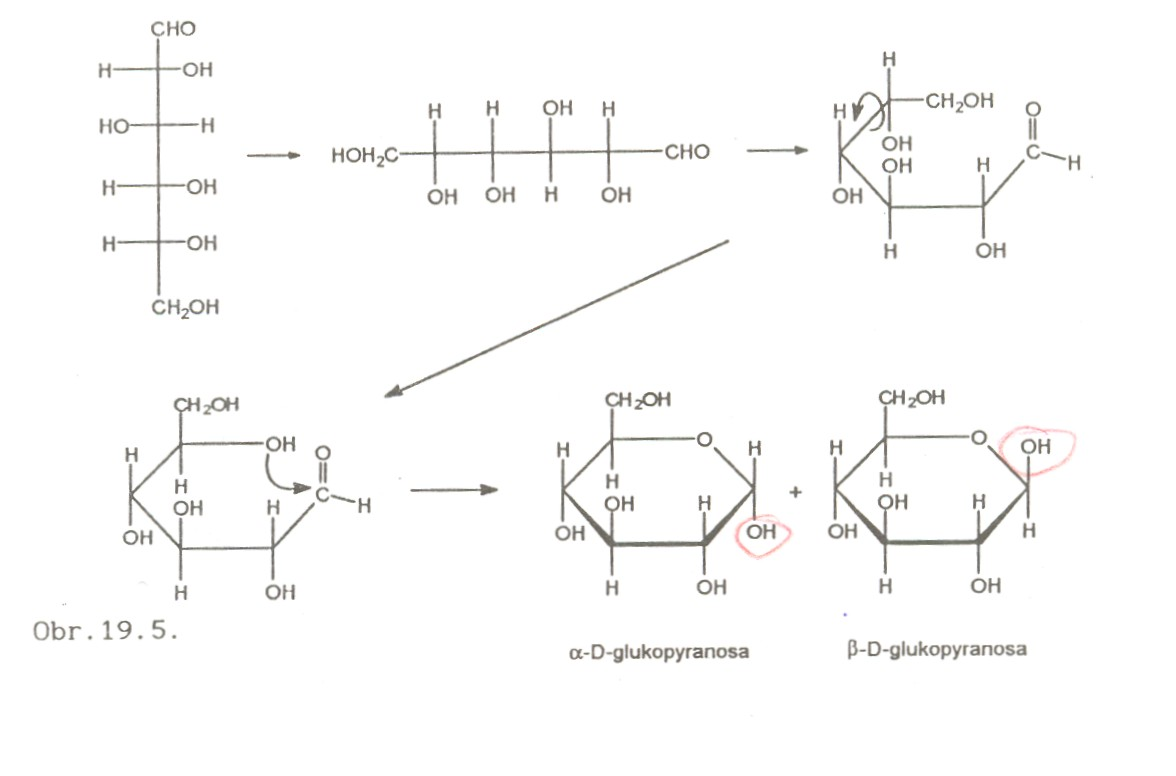 CHO
H OH
HO H
H OH
H OH
CH₂OH
H H OH H
HOH₂C CHO
OH OH H OH
H
H CH₂OH O
OH
OH H C H
OH
H OH
CH₂OH
H OH O
H
OH H C H
OH
H OH
CH₂OH
H O H
H
OH H
OH OH
H OH
+
CH₂OH
H O OH
H
OH H
OH H
H OH
Obr.19.5.
α-D-glukopyranosa
β-D-glukopyranosa